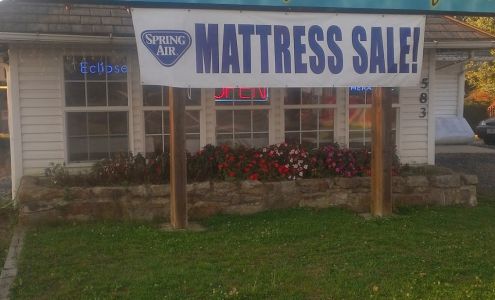 SPRING
AIR
MATTRESS SALE!
Eclipse
OPEN
583